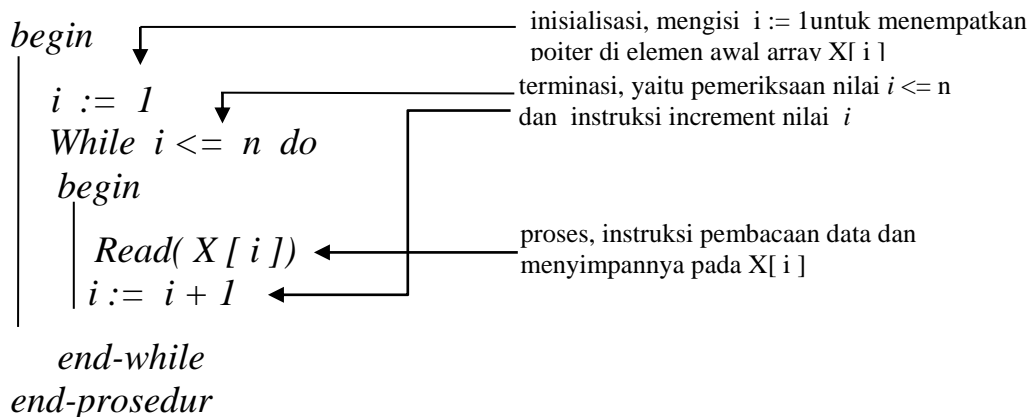 begin
i := 1
While i <= n do
begin
Read( X [ i ])
i := i + 1
end-while
end-prosedur
inisialisasi, mengisi i := 1untuk menempatkan
poiter di elemen awal array X[ i ]
terminasi, yaitu pemeriksaan nilai i <= n
dan instruksi increment nilai i
proses, instruksi pembacaan data dan
menyimpannya pada X[ i ]